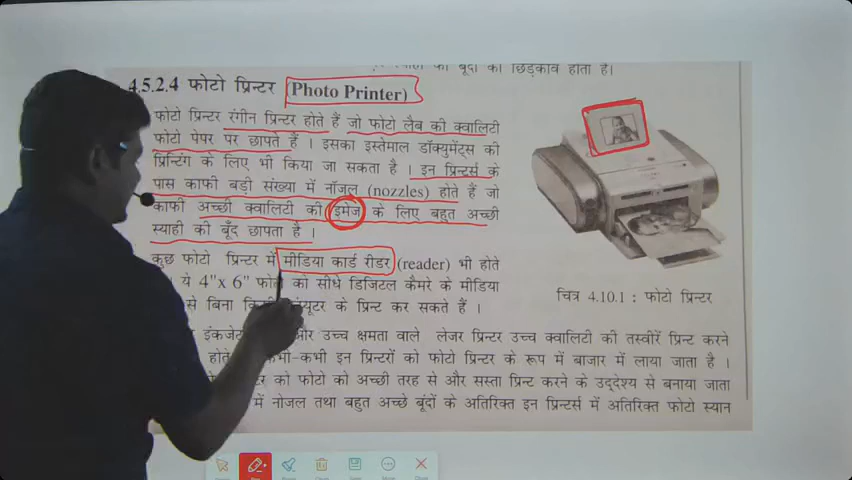 की बूंदों का छिड़काव होता है।
4.5.2.4 फोटो प्रिन्टर (Photo Printer)
फोटो प्रिन्टर रंगीन प्रिन्टर होते हैं जो फोटो लैब की क्वालिटी
फोटो पेपर पर छापते हैं । इसका इस्तेमाल डॉक्युमेंट्स की
प्रिन्टिंग के लिए भी किया जा सकता है । इन प्रिन्टर्स के
पास काफी बड़ी संख्या में नॉजल (nozzles) होते हैं जो
काफी अच्छी क्वालिटी की इमेज के लिए बहुत अच्छी
स्याही की बूँद छापता है ।
कुछ फोटो प्रिन्टर में मीडिया कार्ड रीडर (reader) भी होते
ये 4"x 6" को सीधे डिजिटल कैमरे के मीडिया
से बिना के प्रिन्ट कर सकते हैं ।
चित्र 4.10.1 : फोटो प्रिन्टर
इंकजेट और उच्च क्षमता वाले लेजर प्रिन्टर उच्च क्वालिटी की तस्वीरें प्रिन्ट करने
कभी-कभी इन प्रिन्टरों को फोटो प्रिन्टर के रूप में बाजार में लाया जाता है ।
को फोटो को अच्छी तरह से और सस्ता प्रिन्ट करने के उद्देश्य से बनाया जाता
में नोजल तथा बहुत अच्छे बूंदों के अतिरिक्त इन प्रिन्टर्स में अतिरिक्त फोटो स्यान